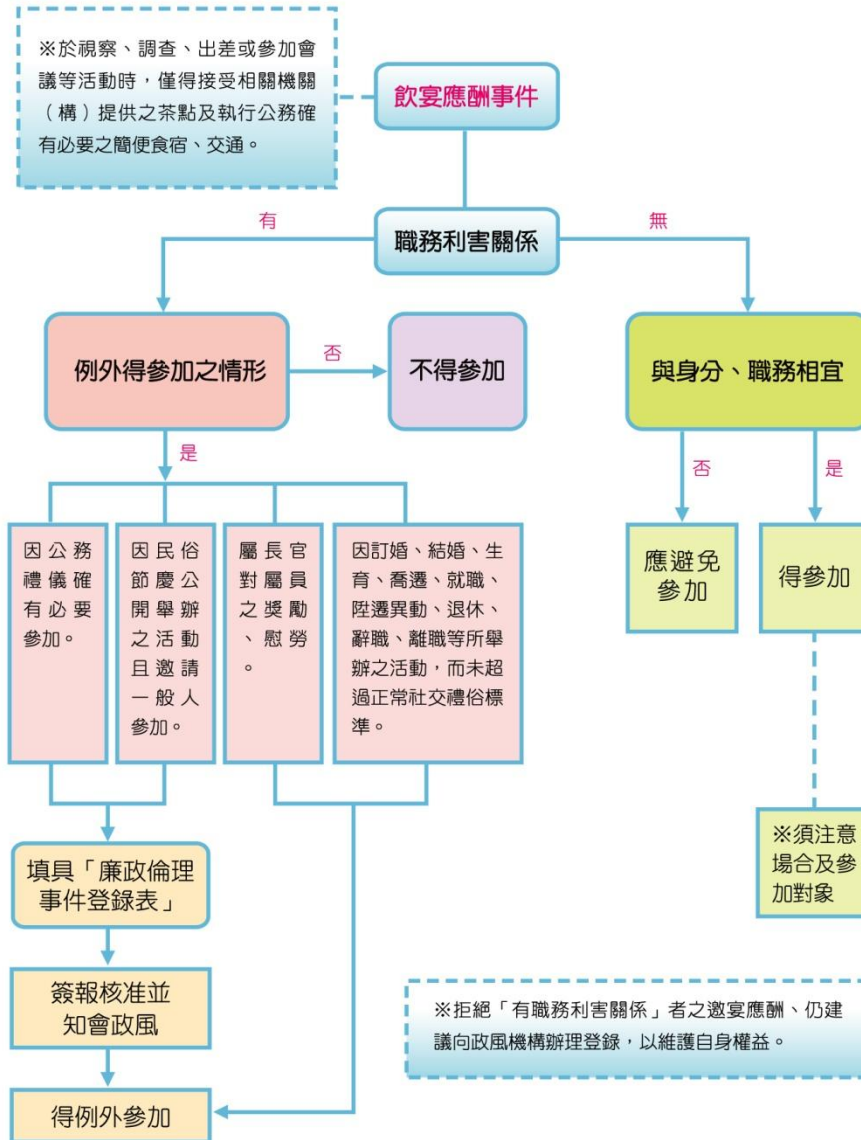 ※於視察、調查、出差或參加會
議等活動時，僅得接受相關機關
（構）提供之茶點及執行公務確
有必要之簡便食宿、交通。
飲宴應酬事件
有
職務利害關係
無
例外得參加之情形
否
不得參加
與身分、職務相宜
是
否
是
因公務
禮儀確
有必要
參加。
因民俗
節慶公
開舉辦
之活動
且邀請
一般人
參加。
屬長官
對屬員
之獎勵
、慰勞
。
因訂婚、結婚、生
育、喬遷、就職、
陞遷異動、退休、
辭職、離職等所舉
辦之活動，而未超
過正常社交禮俗標
準。
應避免
參加
得參加
※須注意
場合及參
加對象
填具「廉政倫理
事件登錄表」
簽報核准並
知會政風
得例外參加
※拒絕「有職務利害關係」者之邀宴應酬、仍建
議向政風機構辦理登錄，以維護自身權益。